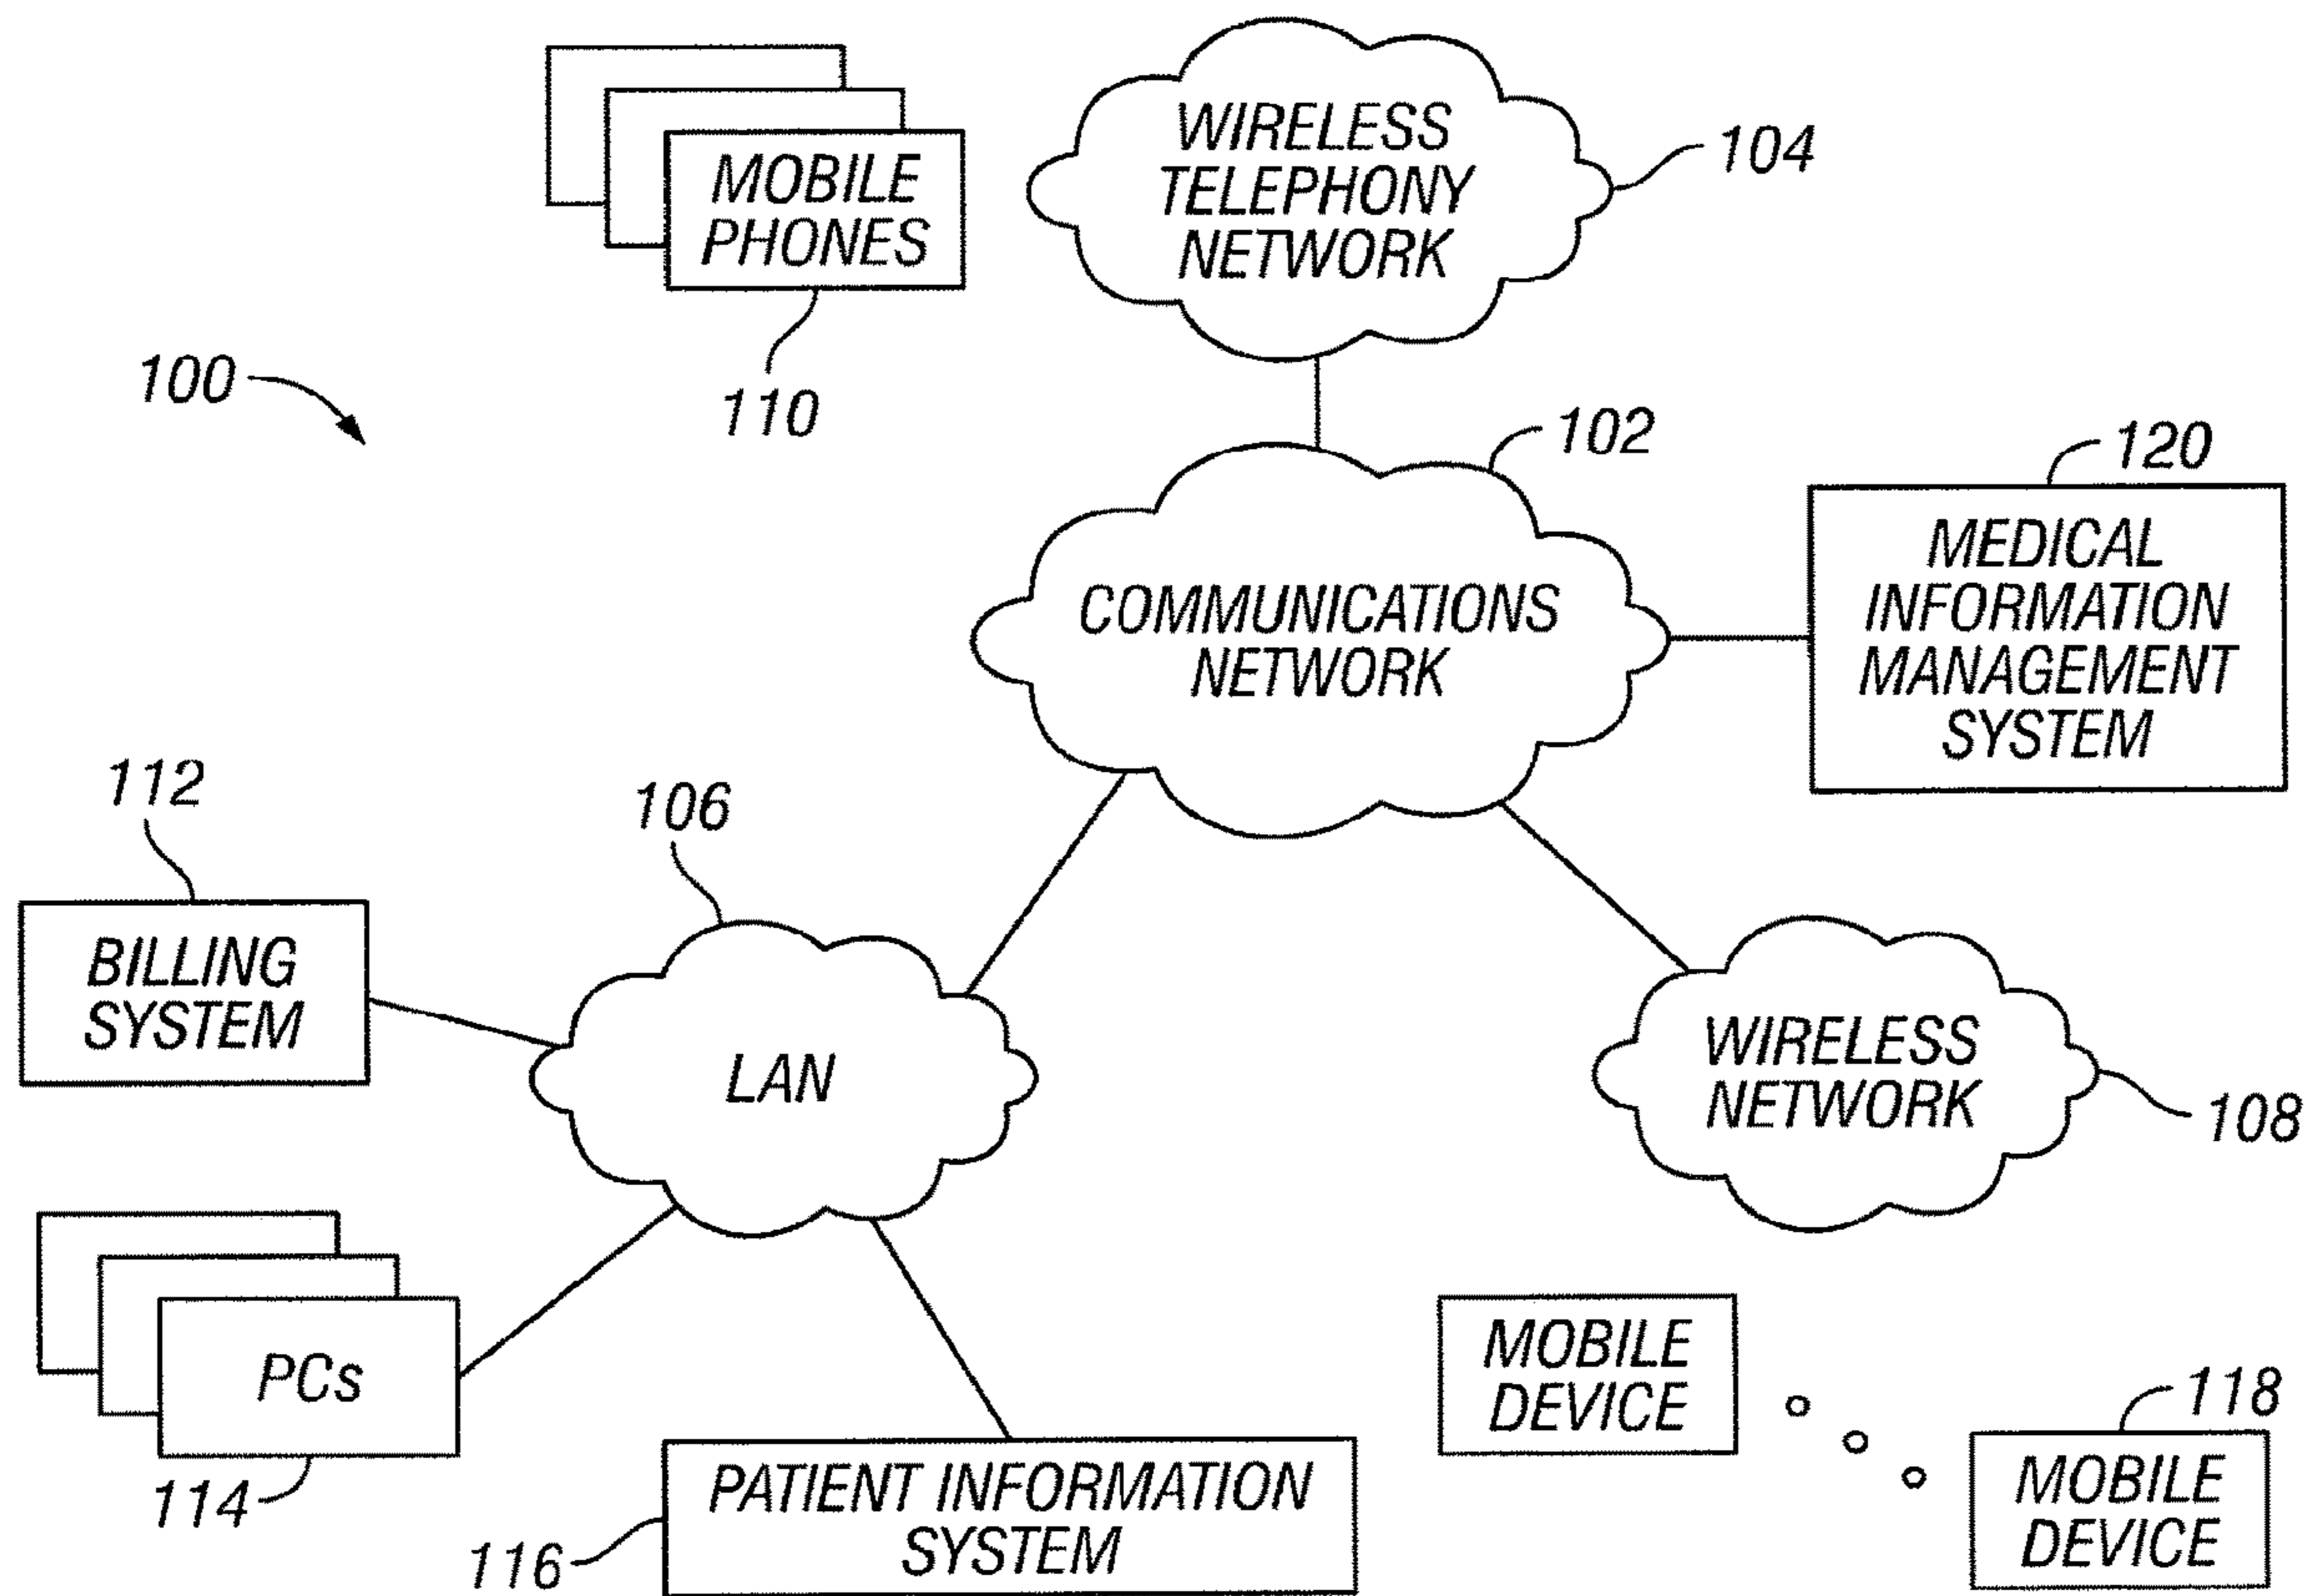 MOBILE
PHONES
110
WIRELESS
TELEPHONY
NETWORK
104
100
102
COMMUNICATIONS
NETWORK
120
MEDICAL
INFORMATION
MANAGEMENT
SYSTEM
112
BILLING
SYSTEM
106
LAN
WIRELESS
NETWORK
108
PCs
114
PATIENT INFORMATION
SYSTEM
116
MOBILE
DEVICE
118
MOBILE
DEVICE